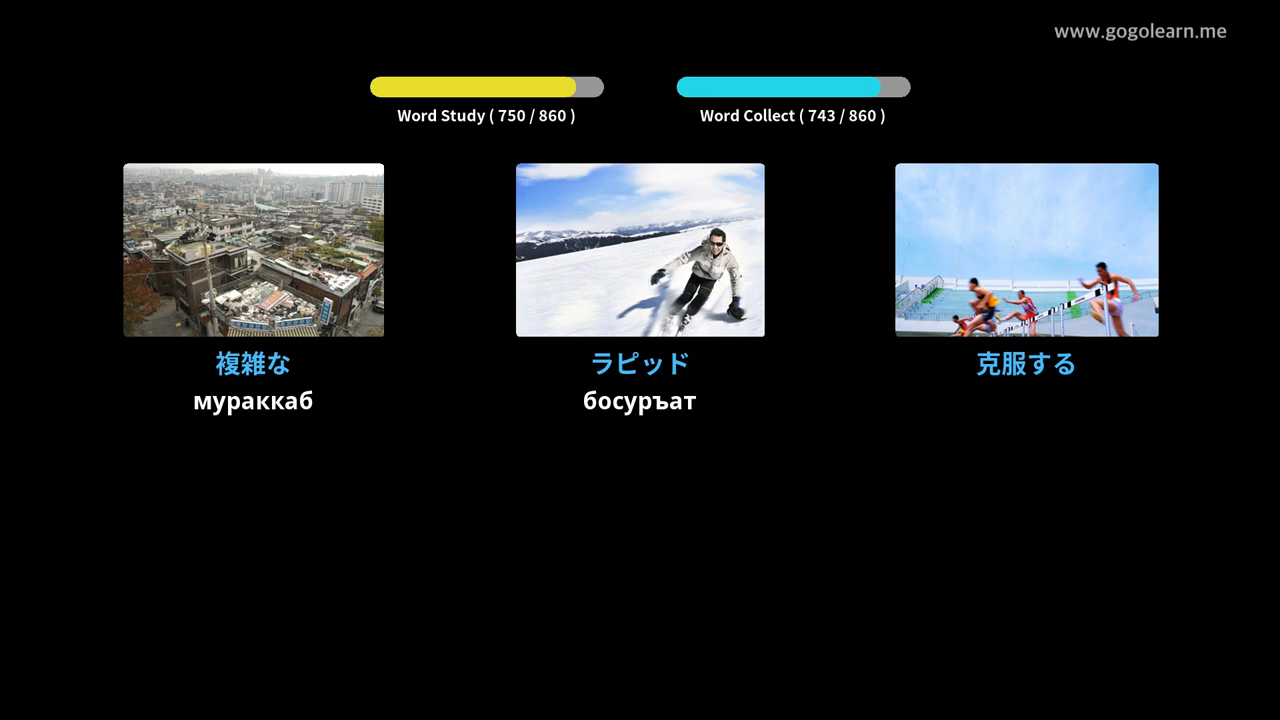 www.gogolearn.me
Word Study ( 750 / 860 )
Word Collect ( 743 / 860 )
複雑な
ラピッド
克服する
мураккаб
босуръат